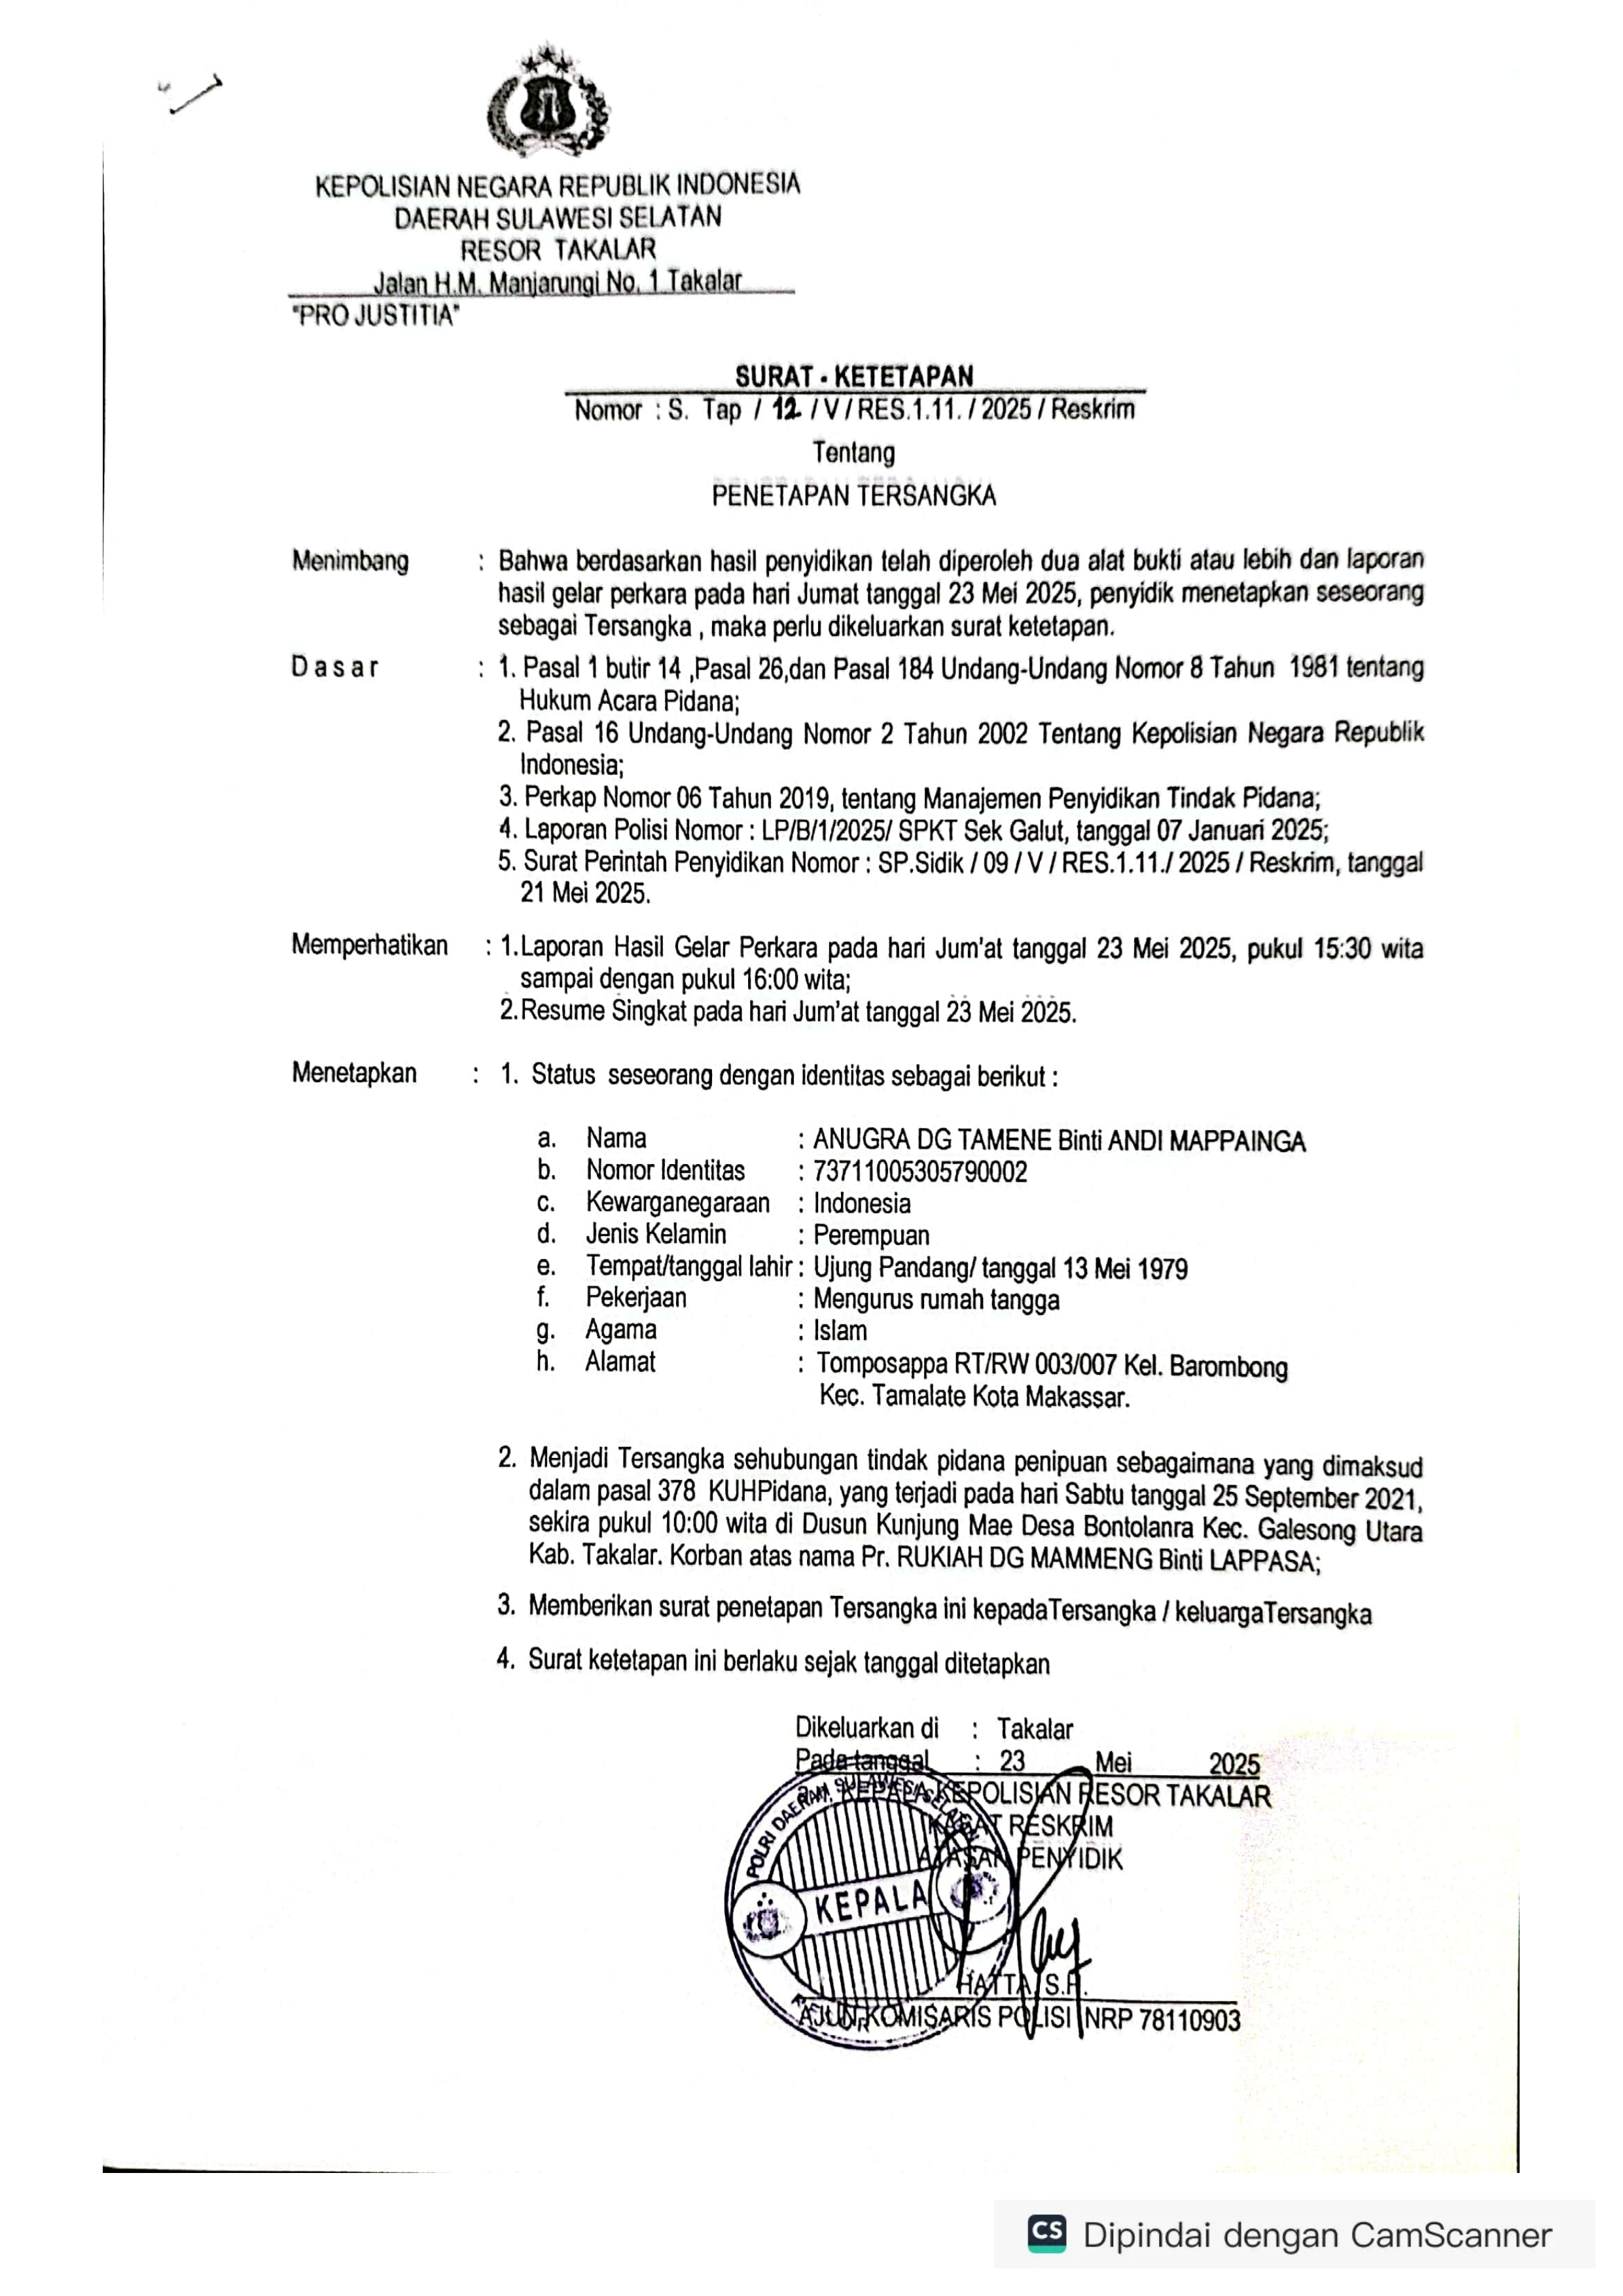 KEPOLISIAN NEGARA REPUBLIK INDONESIA
DAERAH SULAWESI SELATAN
RESOR TAKALAR
Jalan H.M. Manjarungi No. 1 Takalar
"PRO JUSTITIA"
SURAT - KETETAPAN
Nomor : S. Tap / 12 / V / RES.1.11. / 2025 / Reskrim
Tentang
PENETAPAN TERSANGKA
Menimbang : Bahwa berdasarkan hasil penyidikan telah diperoleh dua alat bukti atau lebih dan laporan
hasil gelar perkara pada hari Jumat tanggal 23 Mei 2025, penyidik menetapkan seseorang
sebagai Tersangka , maka perlu dikeluarkan surat ketetapan.
D a s a r : 1. Pasal 1 butir 14 ,Pasal 26,dan Pasal 184 Undang-Undang Nomor 8 Tahun 1981 tentang
Hukum Acara Pidana;
2. Pasal 16 Undang-Undang Nomor 2 Tahun 2002 Tentang Kepolisian Negara Republik
Indonesia;
3. Perkap Nomor 06 Tahun 2019, tentang Manajemen Penyidikan Tindak Pidana;
4. Laporan Polisi Nomor : LP/B/1/2025/ SPKT Sek Galut, tanggal 07 Januari 2025;
5. Surat Perintah Penyidikan Nomor : SP.Sidik / 09 / V / RES.1.11./ 2025 / Reskrim, tanggal
21 Mei 2025.
Memperhatikan : 1.Laporan Hasil Gelar Perkara pada hari Jum'at tanggal 23 Mei 2025, pukul 15:30 wita
sampai dengan pukul 16:00 wita;
2.Resume Singkat pada hari Jum'at tanggal 23 Mei 2025.
Menetapkan : 1. Status seseorang dengan identitas sebagai berikut :
a. Nama : ANUGRA DG TAMENE Binti ANDI MAPPAINGA
b. Nomor Identitas : 73711005305790002
c. Kewarganegaraan : Indonesia
d. Jenis Kelamin : Perempuan
e. Tempat/tanggal lahir : Ujung Pandang/ tanggal 13 Mei 1979
f. Pekerjaan : Mengurus rumah tangga
g. Agama : Islam
h. Alamat : Tomposappa RT/RW 003/007 Kel. Barombong
Kec. Tamalate Kota Makassar.
2. Menjadi Tersangka sehubungan tindak pidana penipuan sebagaimana yang dimaksud
dalam pasal 378 KUHPidana, yang terjadi pada hari Sabtu tanggal 25 September 2021,
sekira pukul 10:00 wita di Dusun Kunjung Mae Desa Bontolanra Kec. Galesong Utara
Kab. Takalar. Korban atas nama Pr. RUKIAH DG MAMMENG Binti LAPPASA;
3. Memberikan surat penetapan Tersangka ini kepadaTersangka / keluargaTersangka
4. Surat ketetapan ini berlaku sejak tanggal ditetapkan
Dikeluarkan di : Takalar
Pada tanggal : 23 Mei 2025
KEPOLISIAN RESOR TAKALAR
RESKRIM
ATASAN PENYIDIK
POLRI DAERAH SULAWESI SELATAN
KEPALA
HATTA, S.H.
AJUN KOMISARIS POLISI NRP 78110903
CS Dipindai dengan CamScanner